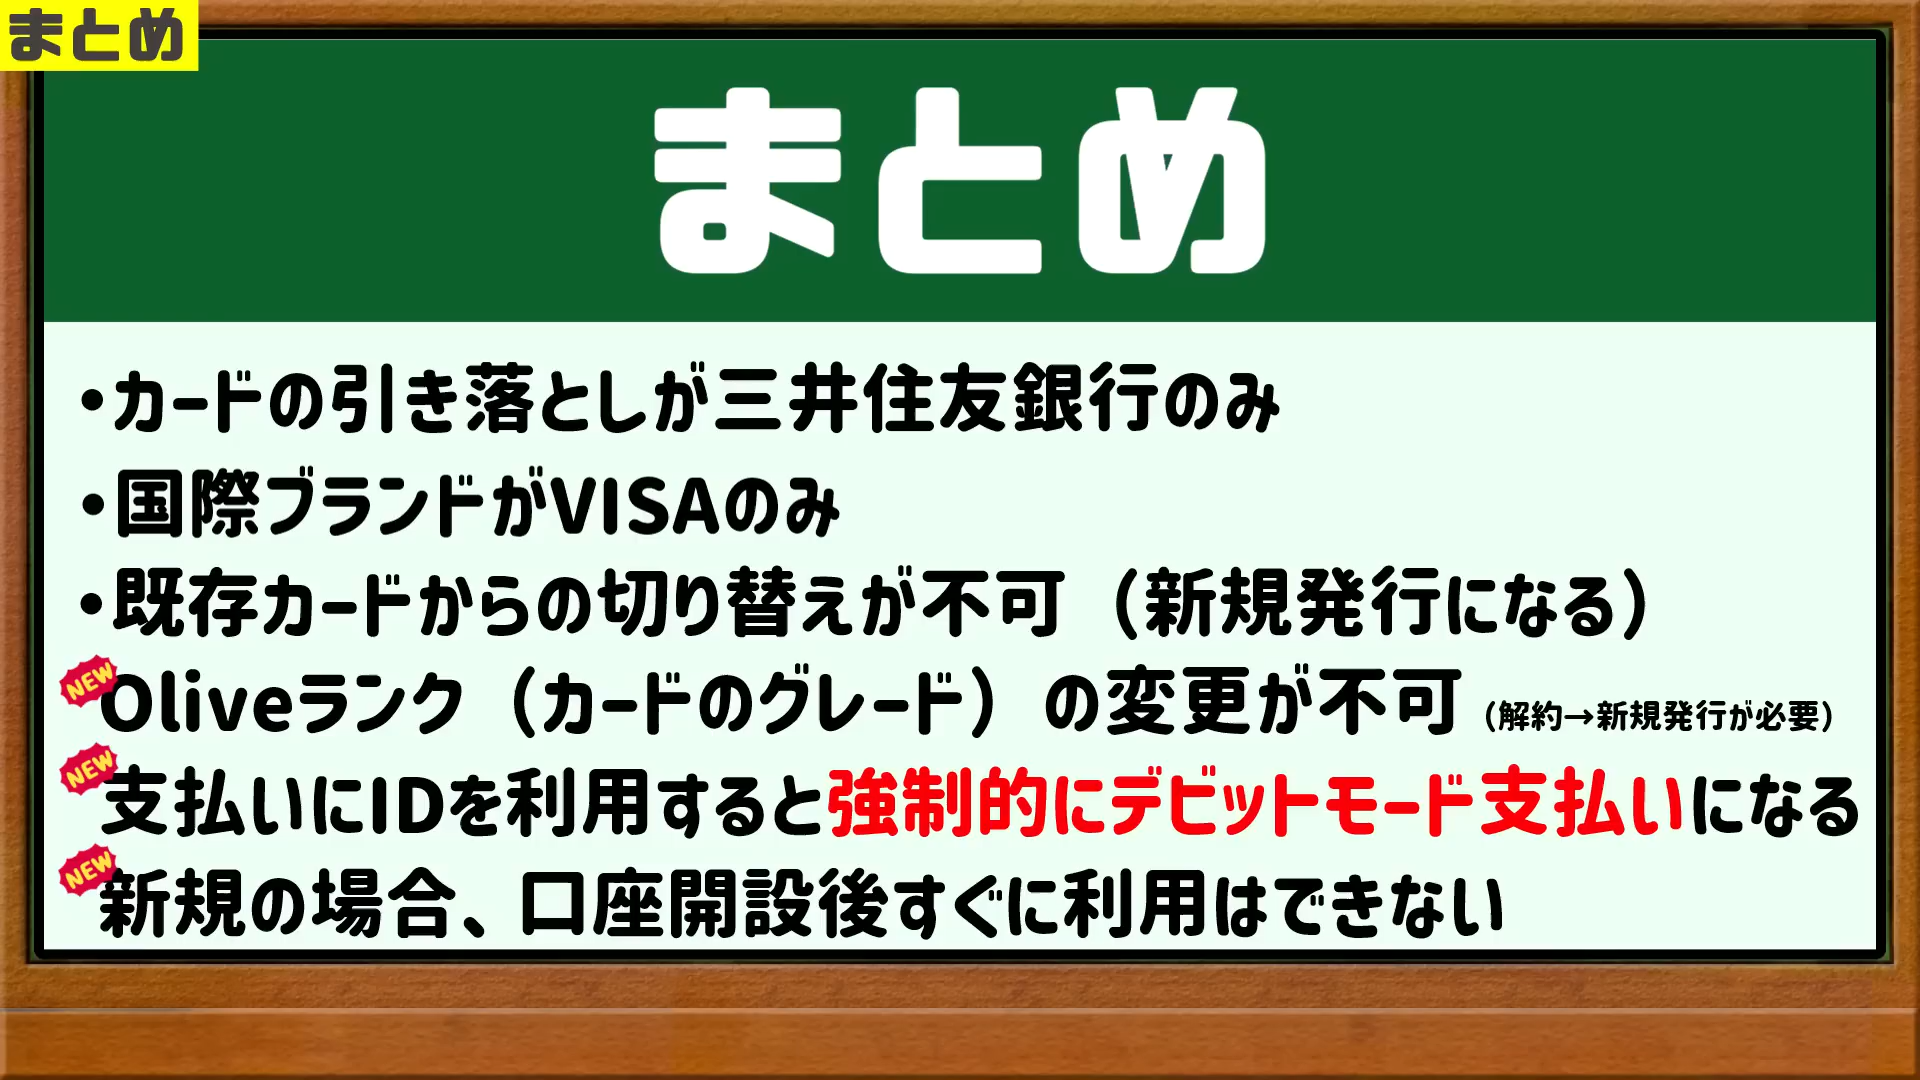 まとめ
まとめ
・カードの引き落としが三井住友銀行のみ
・国際ブランドがVISAのみ
・既存カードからの切り替えが不可（新規発行になる）
NEW Oliveランク（カードのグレード）の変更が不可（解約→新規発行が必要）
NEW 支払いにIDを利用すると強制的にデビットモード支払いになる
NEW 新規の場合、口座開設後すぐに利用はできない